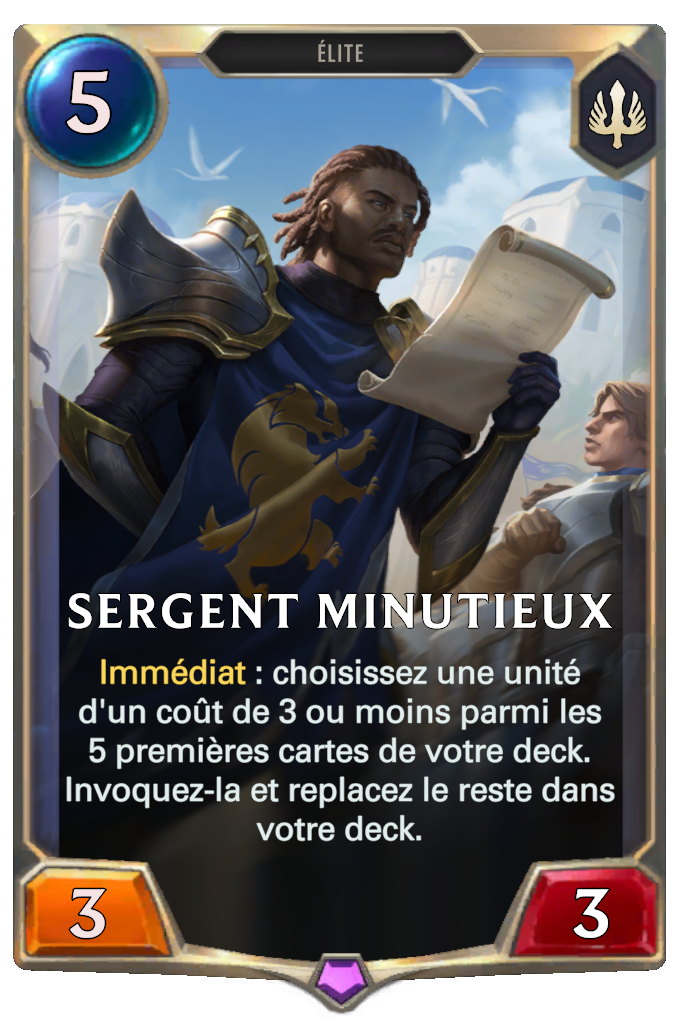 5
ÉLITE
SERGENT MINUTIEUX
Immédiat : choisissez une unité
d'un coût de 3 ou moins parmi les
5 premières cartes de votre deck.
Invoquez-la et replacez le reste dans
votre deck.
3
3